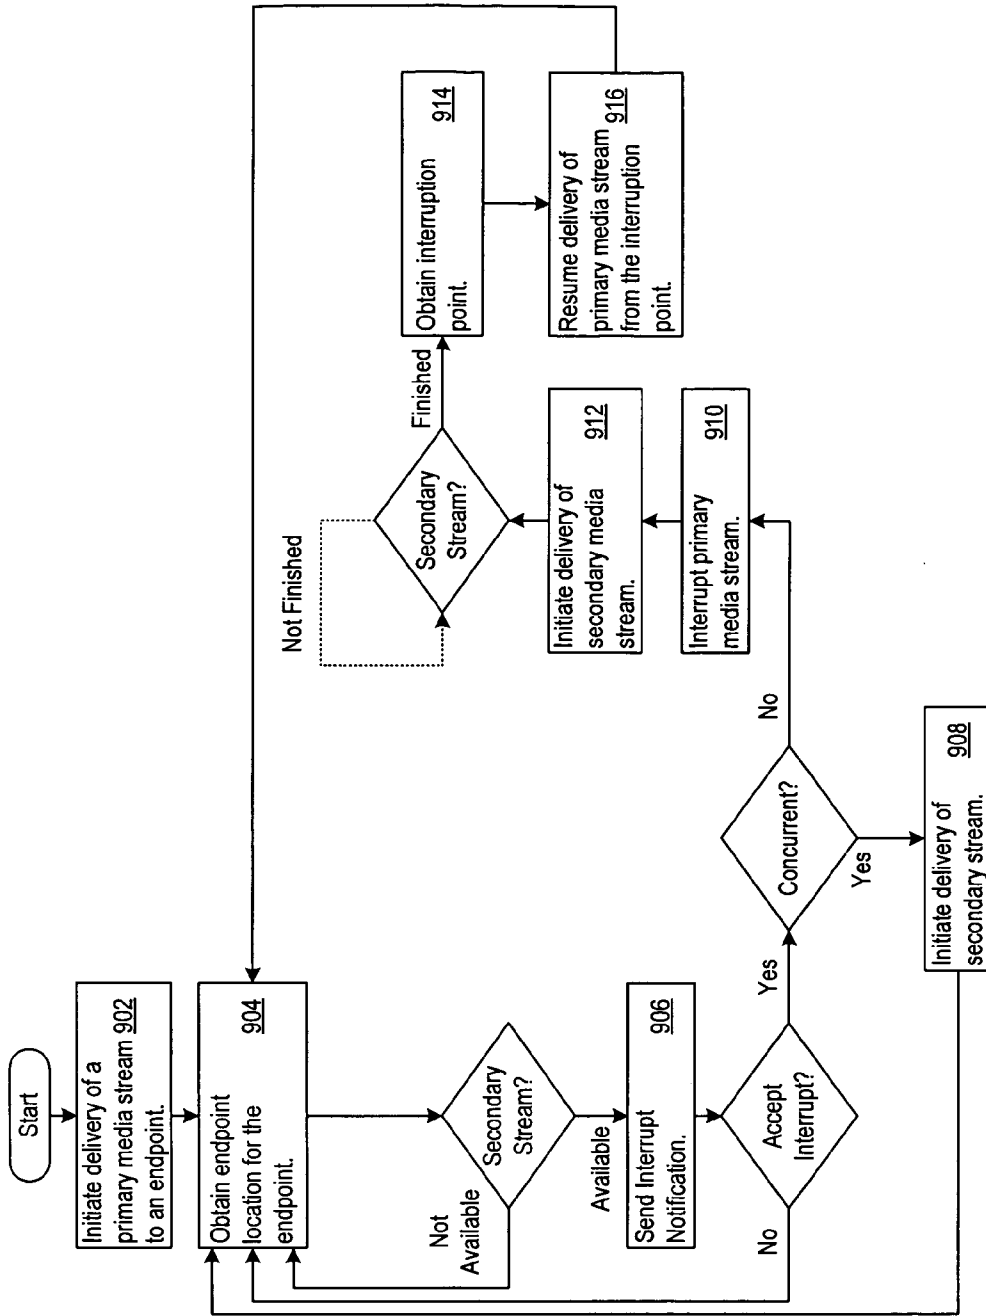 Start
Initiate delivery of a
primary media stream 902
to an endpoint.
Obtain endpoint
location for the 904
endpoint.
Secondary
Stream?
Not
Available
Available
Send Interrupt 906
Notification.
Accept
Interrupt?
No
Yes
Concurrent?
Yes
No
Initiate delivery of 908
secondary stream.
Interrupt primary 910
media stream.
Initiate delivery of 912
secondary media
stream.
Secondary
Stream?
Not Finished
Finished
Obtain interruption 914
point.
Resume delivery of
primary media stream 916
from the interruption
point.